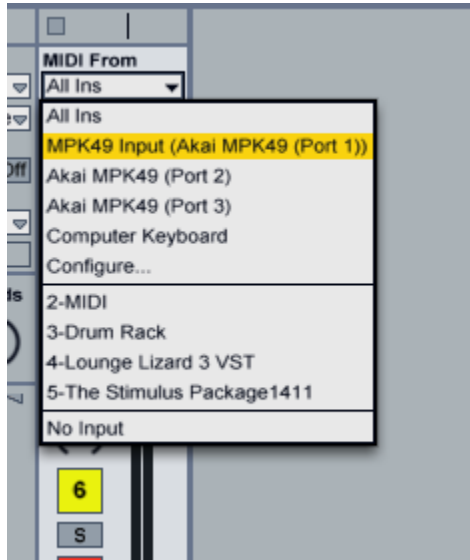 MIDI From
All Ins
All Ins
MPK49 Input (Akai MPK49 (Port 1))
Off
Akai MPK49 (Port 2)
Akai MPK49 (Port 3)
Computer Keyboard
Configure...
2-MIDI
3-Drum Rack
4-Lounge Lizard 3 VST
5-The Stimulus Package1411
No Input
6
S